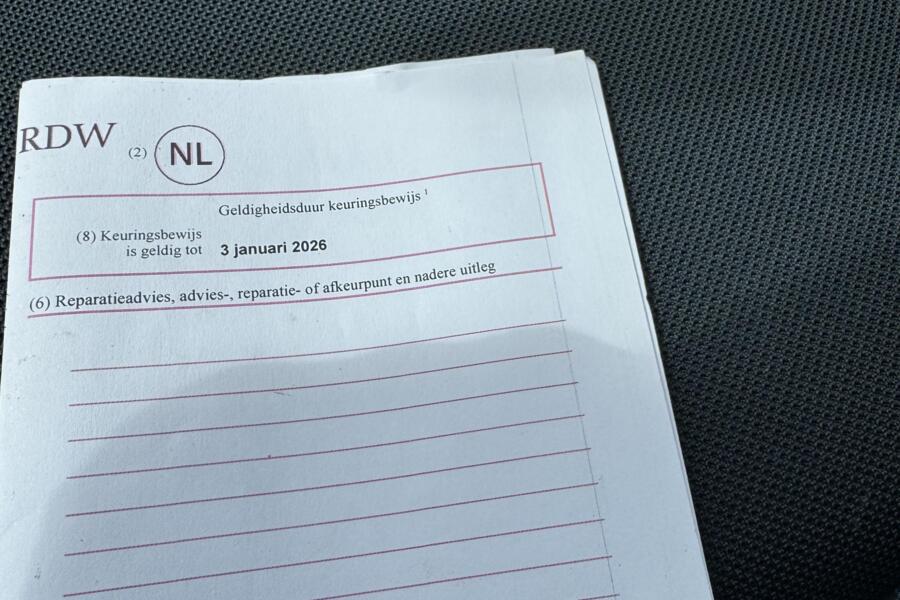 RDW (2) NL
Geldigheidsduur keuringsbewijs 1
(8) Keuringsbewijs
is geldig tot 3 januari 2026
(6) Reparatieadvies, advies-, reparatie- of afkeurpunt en nadere uitleg